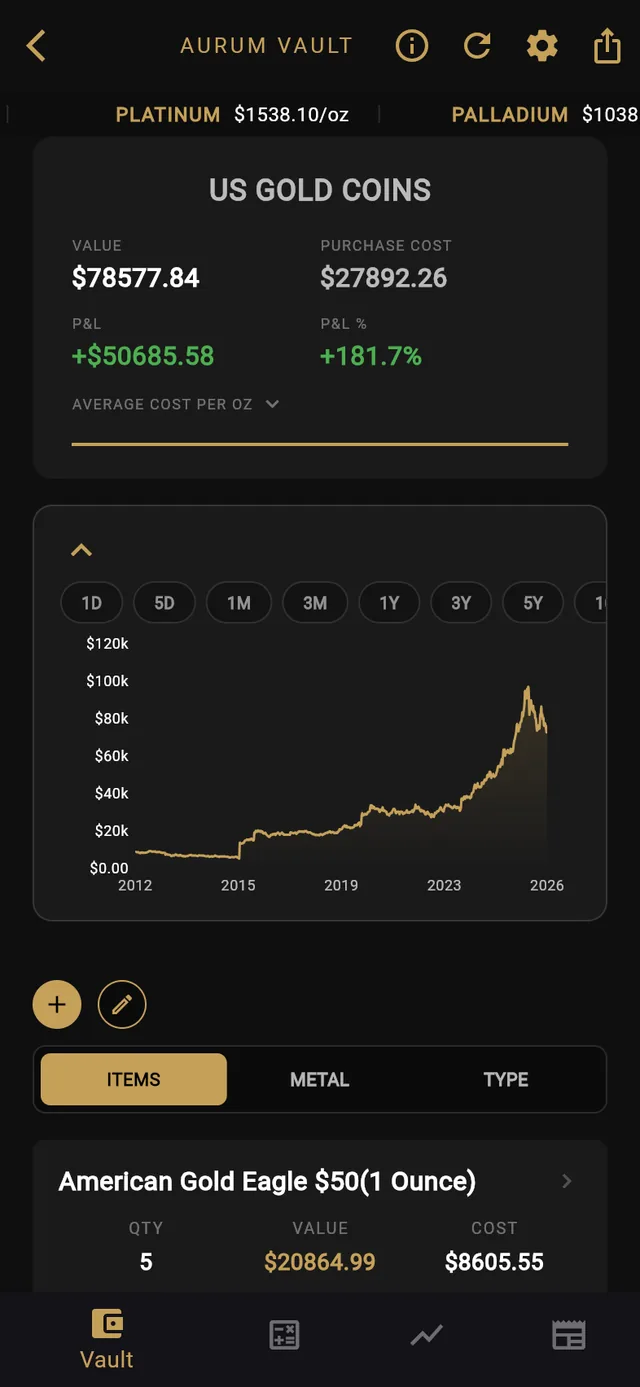 AURUM VAULT
PLATINUM $1538.10/oz PALLADIUM $1038
US GOLD COINS
VALUE PURCHASE COST
$78577.84 $27892.26
P&L P&L %
+$50685.58 +181.7%
AVERAGE COST PER OZ
1D 5D 1M 3M 1Y 3Y 5Y
$120k
$100k
$80k
$60k
$40k
$20k
$0.00
2012 2015 2019 2023 2026
ITEMS METAL TYPE
American Gold Eagle $50(1 Ounce)
QTY VALUE COST
5 $20864.99 $8605.55
Vault